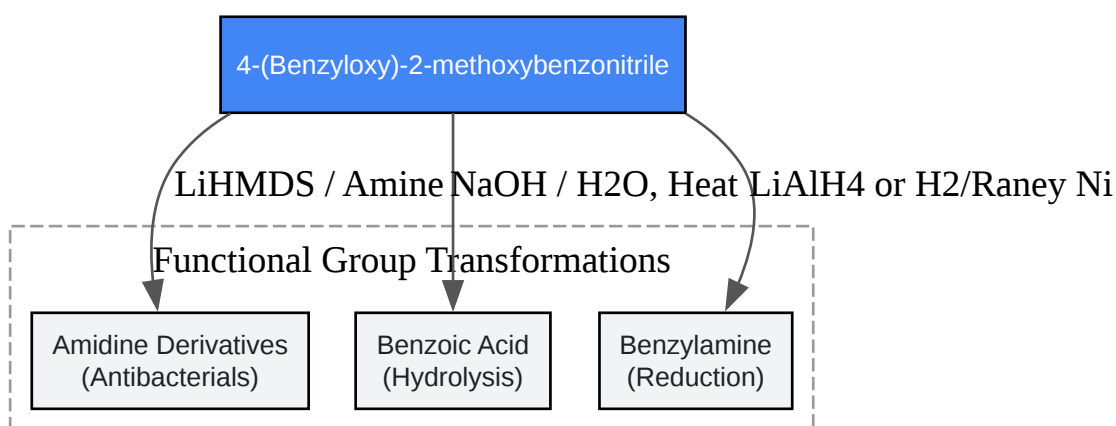 4-(Benzyloxy)-2-methoxybenzonitrile
LiHMDS / Amine
NaOH / H2O, Heat
LiAlH4 or H2/Raney Ni
Functional Group Transformations
Amidine Derivatives
(Antibacterials)
Benzoic Acid
(Hydrolysis)
Benzylamine
(Reduction)